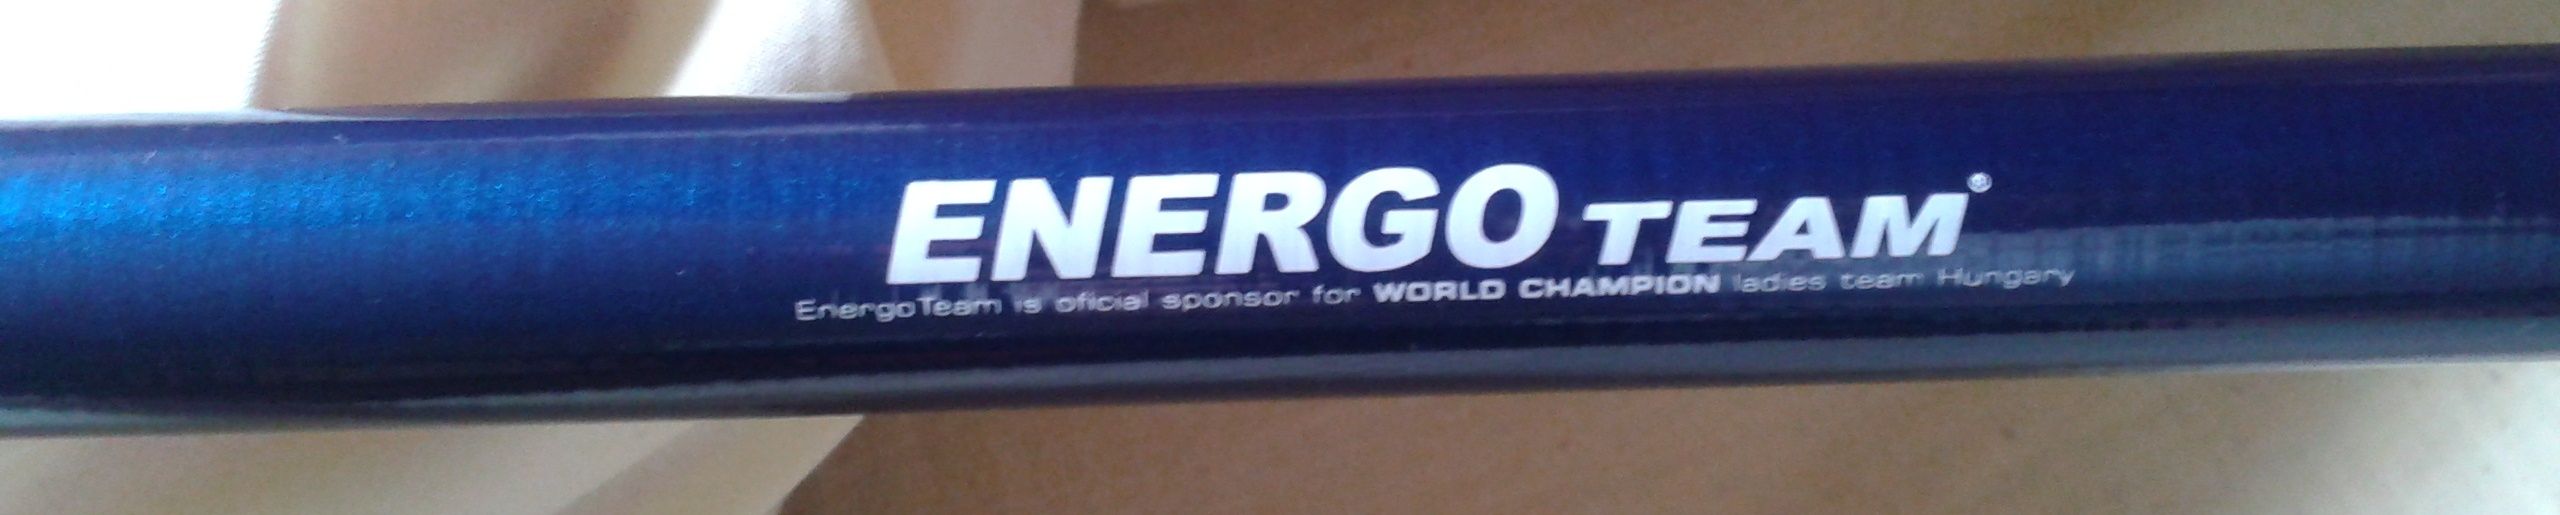 ENERGO TEAM®
EnergoTeam is oficial sponsor for WORLD CHAMPION ladies team Hungary